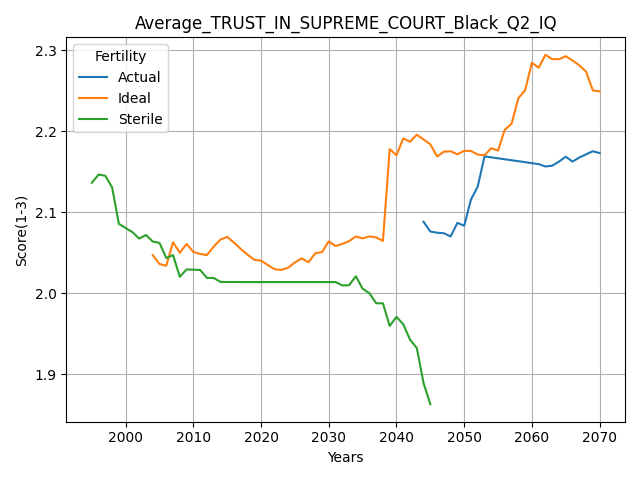 Average_TRUST_IN_SUPREME_COURT_Black_Q2_IQ
Fertility
Actual
Ideal
Sterile
Score(1-3)
2.3
2.2
2.1
2.0
1.9
2000 2010 2020 2030 2040 2050 2060 2070
Years